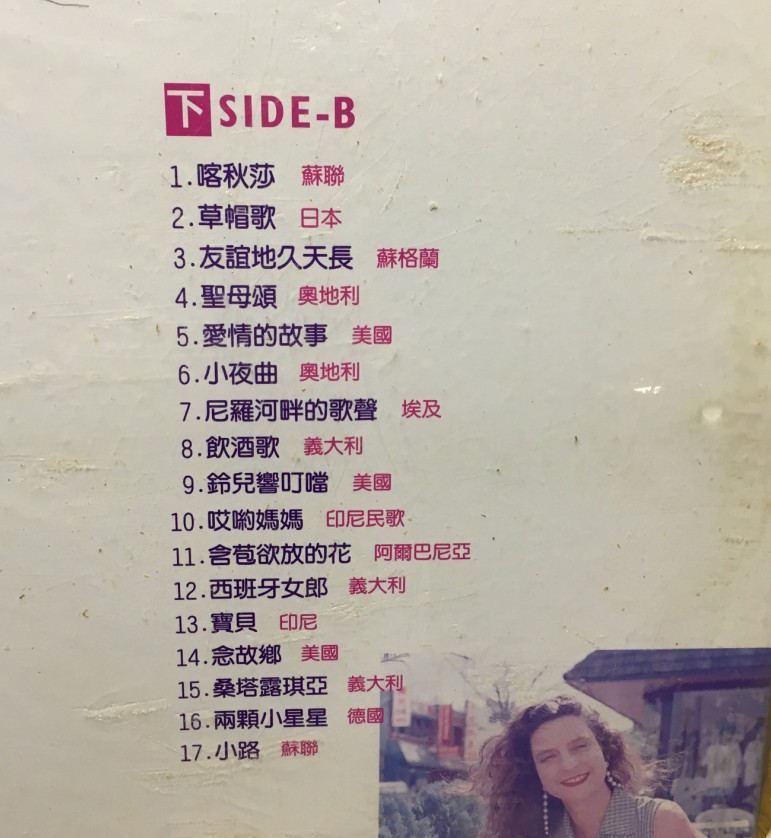 下 SIDE-B
1.喀秋莎 蘇聯
2.草帽歌 日本
3.友誼地久天長 蘇格蘭
4.聖母頌 奧地利
5.愛情的故事 美國
6.小夜曲 奧地利
7.尼羅河畔的歌聲 埃及
8.飲酒歌 義大利
9.鈴兒響叮噹 美國
10.哎喲媽媽 印尼民歌
11.含苞欲放的花 阿爾巴尼亞
12.西班牙女郎 義大利
13.寶貝 印尼
14.念故鄉 美國
15.桑塔露琪亞 義大利
16.兩顆小星星 德國
17.小路 蘇聯